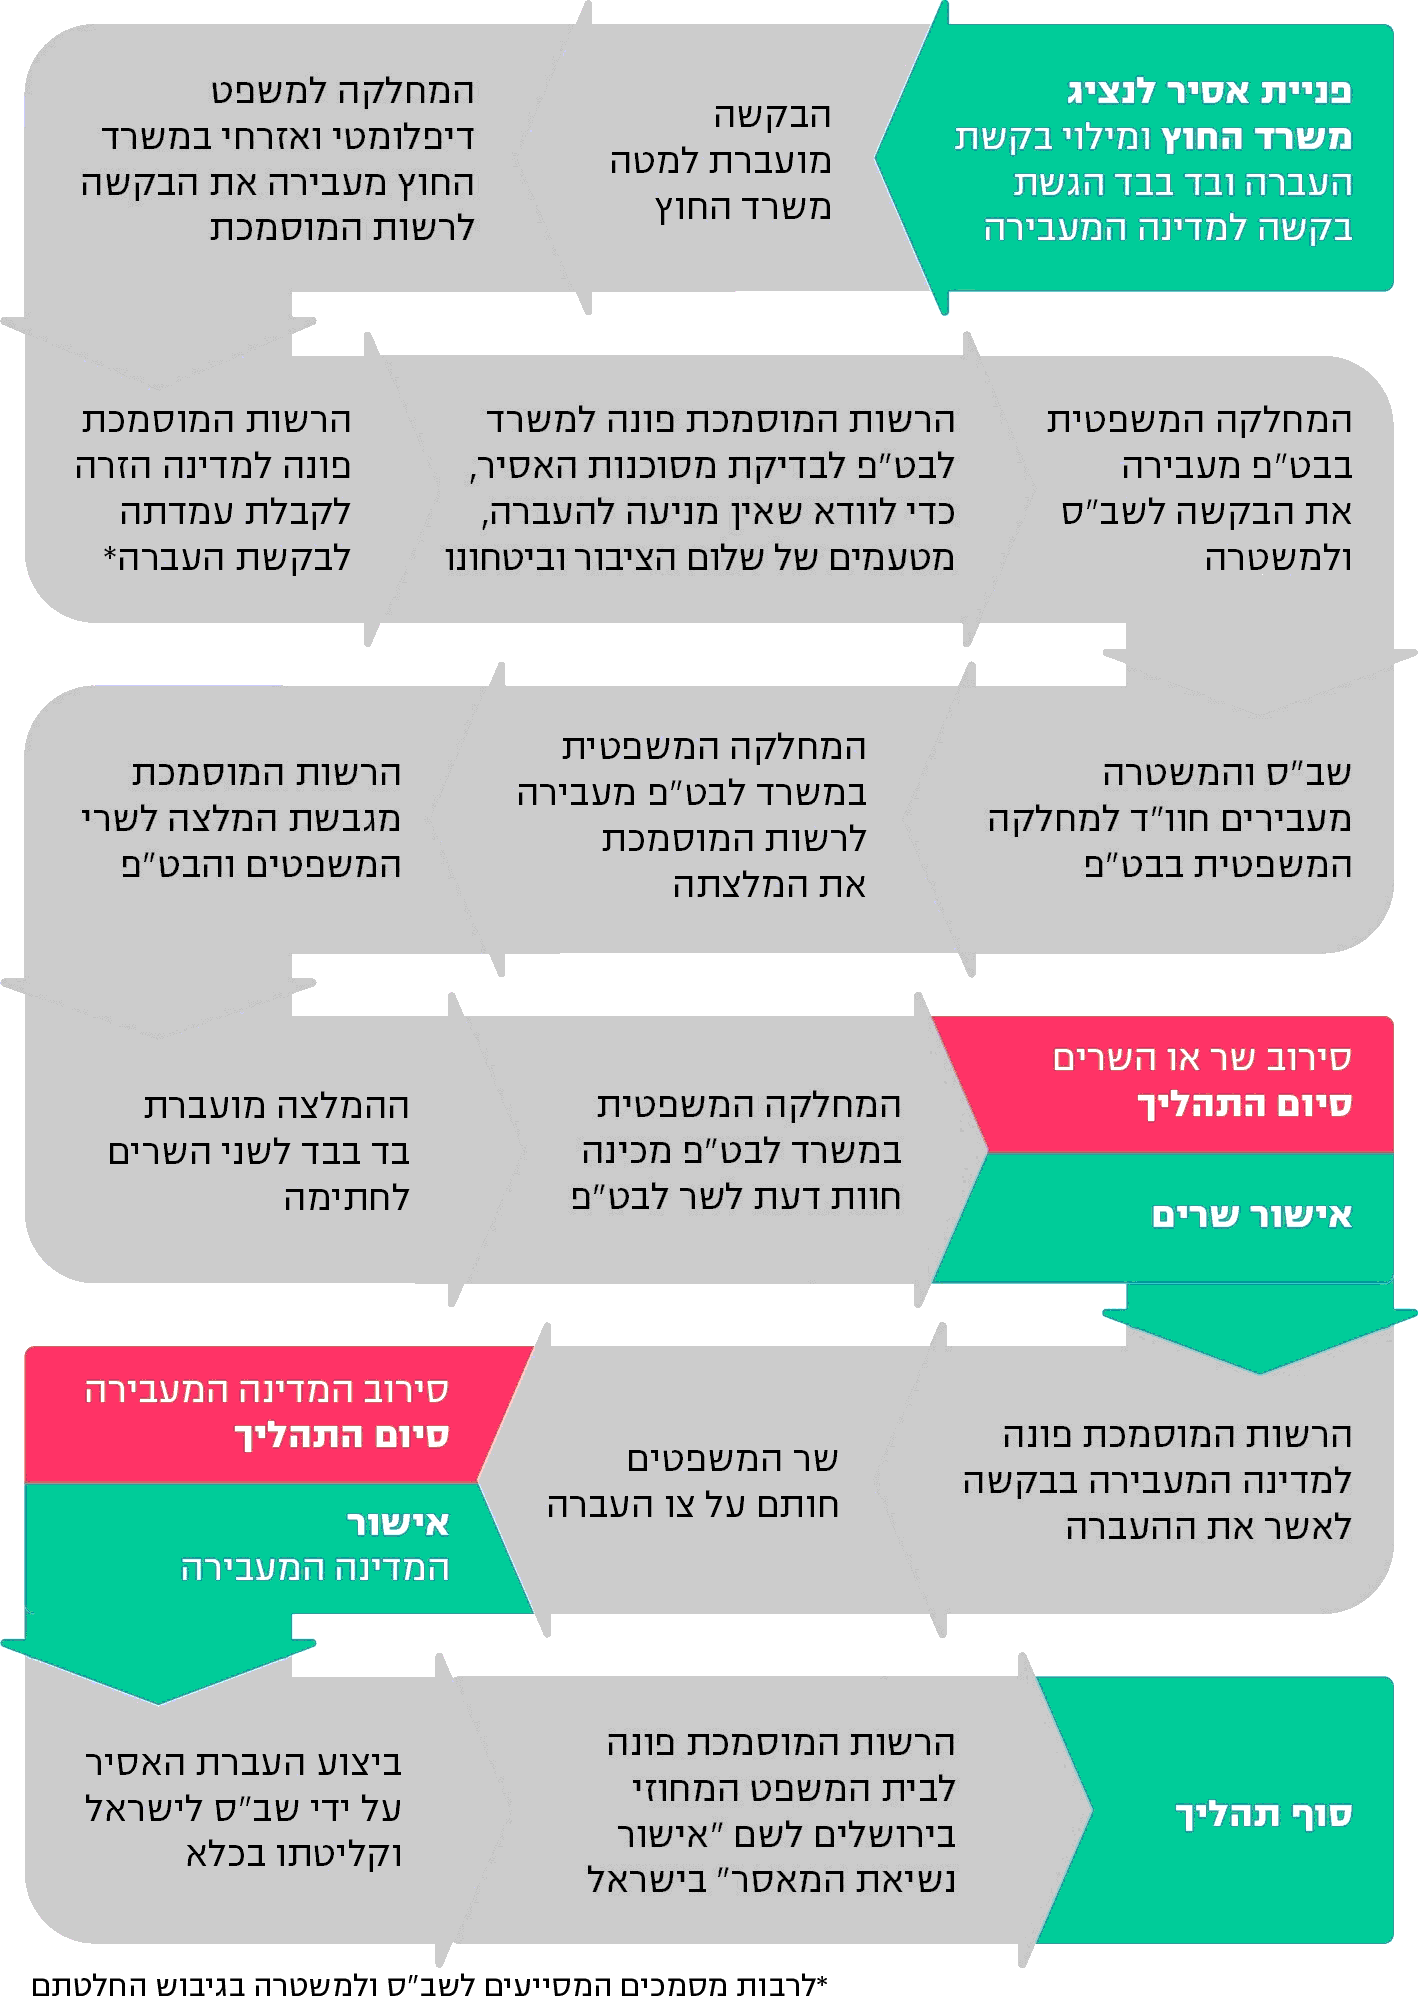 פניית אסיר לנציג
משרד החוץ ומילוי בקשת
העברה ובד בבד הגשת
בקשה למדינה המעבירה
הבקשה
מועברת למטה
משרד החוץ
המחלקה למשפט
דיפלומטי ואזרחי במשרד
החוץ מעבירה את הבקשה
לרשות המוסמכת
הרשות המוסמכת
פונה למדינה הזרה
לקבלת עמדתה
לבקשת העברה*
הרשות המוסמכת פונה למשרד
לבט"פ לבדיקת מסוכנות האסיר,
כדי לוודא שאין מניעה להעברה,
מטעמים של שלום הציבור וביטחונו
המחלקה המשפטית
בבט"פ מעבירה
את הבקשה לשב"ס
ולמשטרה
שב"ס והמשטרה
מעבירים חוו"ד למחלקה
המשפטית בבט"פ
המחלקה המשפטית
במשרד לבט"פ מעבירה
לרשות המוסמכת
את המלצתה
הרשות המוסמכת
מגבשת המלצה לשרי
המשפטים והבט"פ
ההמלצה מועברת
בד בבד לשני השרים
לחתימה
המחלקה המשפטית
במשרד לבט"פ מכינה
חוות דעת לשר לבט"פ
סירוב שר או השרים
סיום התהליך
אישור שרים
הרשות המוסמכת פונה
למדינה המעבירה בבקשה
לאשר את ההעברה
שר המשפטים
חותם על צו העברה
סירוב המדינה המעבירה
סיום התהליך
אישור
המדינה המעבירה
ביצוע העברת האסיר
על ידי שב"ס לישראל
וקליטתו בכלא
הרשות המוסמכת פונה
לבית המשפט המחוזי
בירושלים לשם "אישור
נשיאת המאסר" בישראל
סוף תהליך
*לרבות מסמכים המסייעים לשב"ס ולמשטרה בגיבוש החלטתם